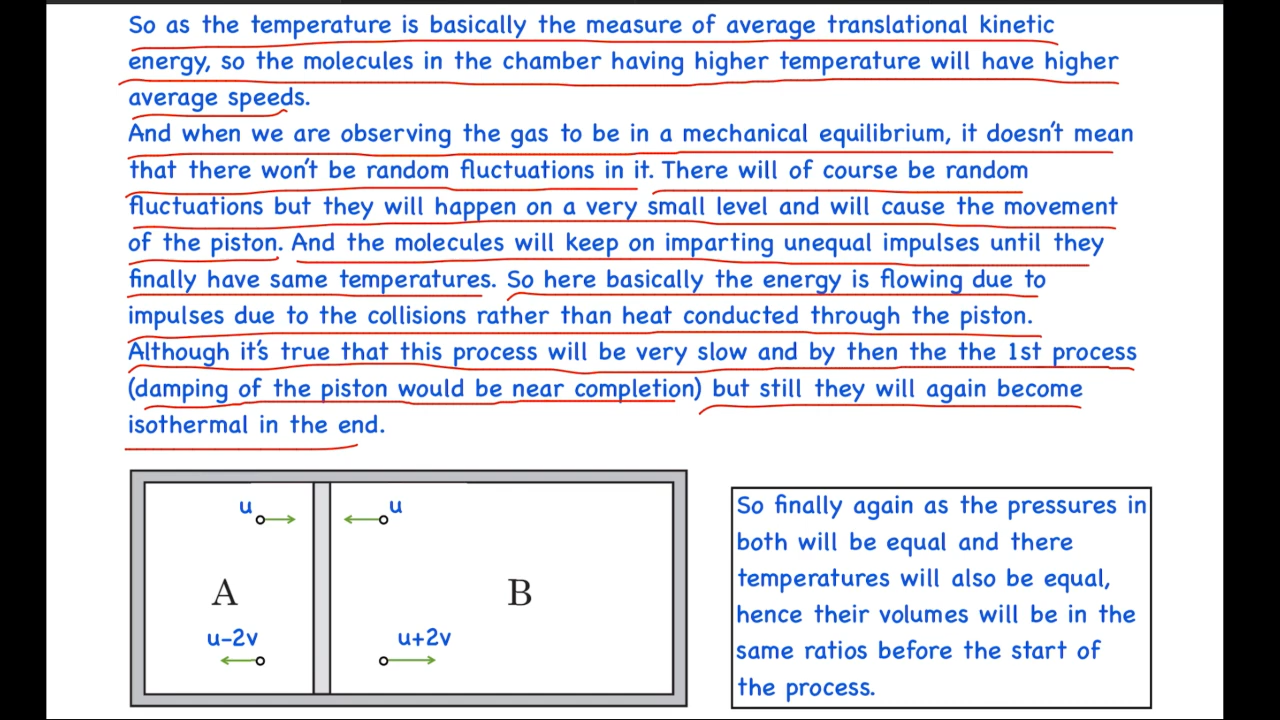 So as the temperature is basically the measure of average translational kinetic
energy, so the molecules in the chamber having higher temperature will have higher
average speeds.
And when we are observing the gas to be in a mechanical equilibrium, it doesn't mean
that there won't be random fluctuations in it. There will of course be random
fluctuations but they will happen on a very small level and will cause the movement
of the piston. And the molecules will keep on imparting unequal impulses until they
finally have same temperatures. So here basically the energy is flowing due to
impulses due to the collisions rather than heat conducted through the piston.
Although it's true that this process will be very slow and by then the the 1st process
(damping of the piston would be near completion) but still they will again become
isothermal in the end.
u
u
A
B
u-2v
u+2v
So finally again as the pressures in
both will be equal and there
temperatures will also be equal,
hence their volumes will be in the
same ratios before the start of
the process.